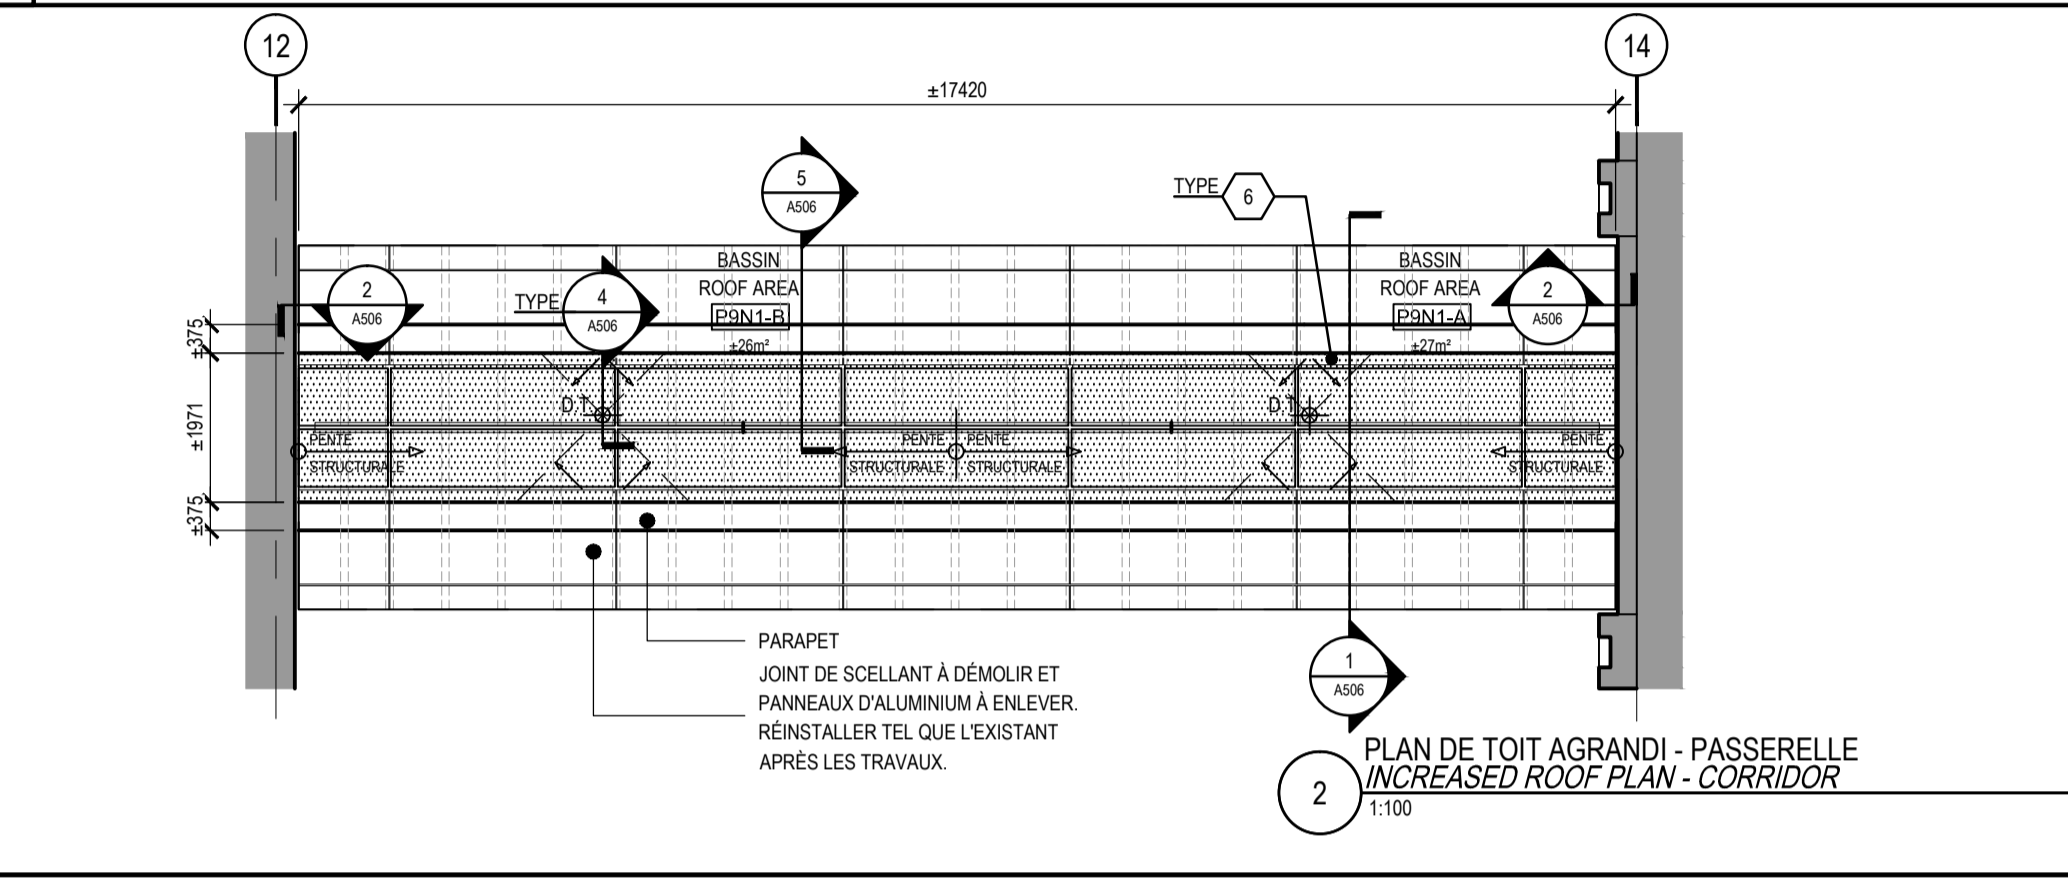 12
14
±17420
5
A506
TYPE
6
BASSIN
ROOF AREA
P9N1-B
±26m²
BASSIN
ROOF AREA
P9N1-A
±27m²
2
A506
TYPE
4
A506
2
A506
±375
±1971
±375
D.T.
D.T.
PENTE
STRUCTURALE
PENTE
STRUCTURALE
PENTE
STRUCTURALE
PENTE
STRUCTURALE
PARAPET
JOINT DE SCELLANT À DÉMOLIR ET
PANNEAUX D'ALUMINIUM À ENLEVER.
RÉINSTALLER TEL QUE L'EXISTANT
APRÈS LES TRAVAUX.
1
A506
2
PLAN DE TOIT AGRANDI - PASSERELLE
INCREASED ROOF PLAN - CORRIDOR
1:100